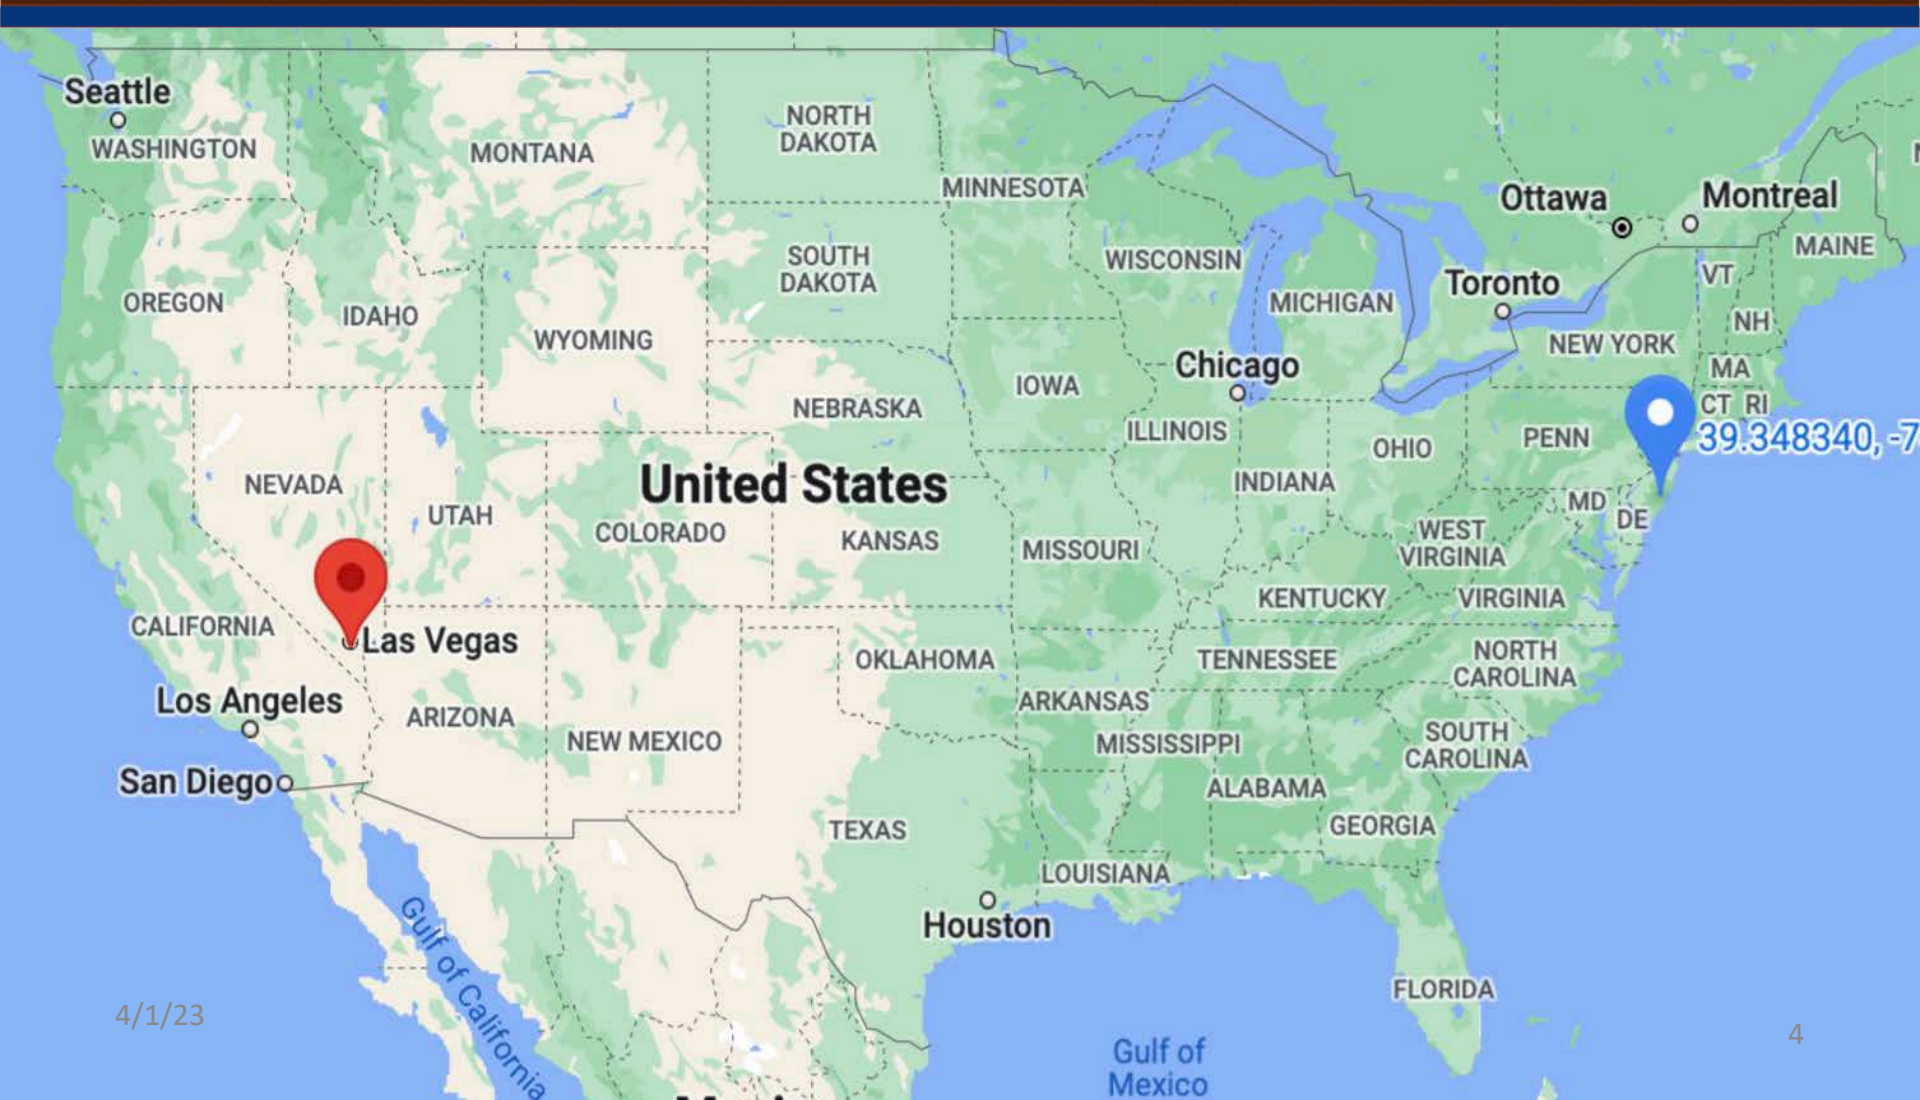 Seattle
WASHINGTON
MONTANA
NORTH
DAKOTA
MINNESOTA
Ottawa
Montreal
MAINE
OREGON
IDAHO
WYOMING
SOUTH
DAKOTA
WISCONSIN
MICHIGAN
Toronto
VT
NH
NEW YORK
MA
CT RI
39.348340, -7
Chicago
IOWA
NEBRASKA
ILLINOIS
INDIANA
OHIO
PENN
MD
DE
NEVADA
UTAH
United States
COLORADO
KANSAS
MISSOURI
WEST
VIRGINIA
KENTUCKY
VIRGINIA
CALIFORNIA
Las Vegas
Los Angeles
ARIZONA
NEW MEXICO
OKLAHOMA
ARKANSAS
TENNESSEE
NORTH
CAROLINA
San Diego
MISSISSIPPI
SOUTH
CAROLINA
ALABAMA
GEORGIA
TEXAS
LOUISIANA
Houston
FLORIDA
Gulf of California
Gulf of
Mexico
4/1/23
4